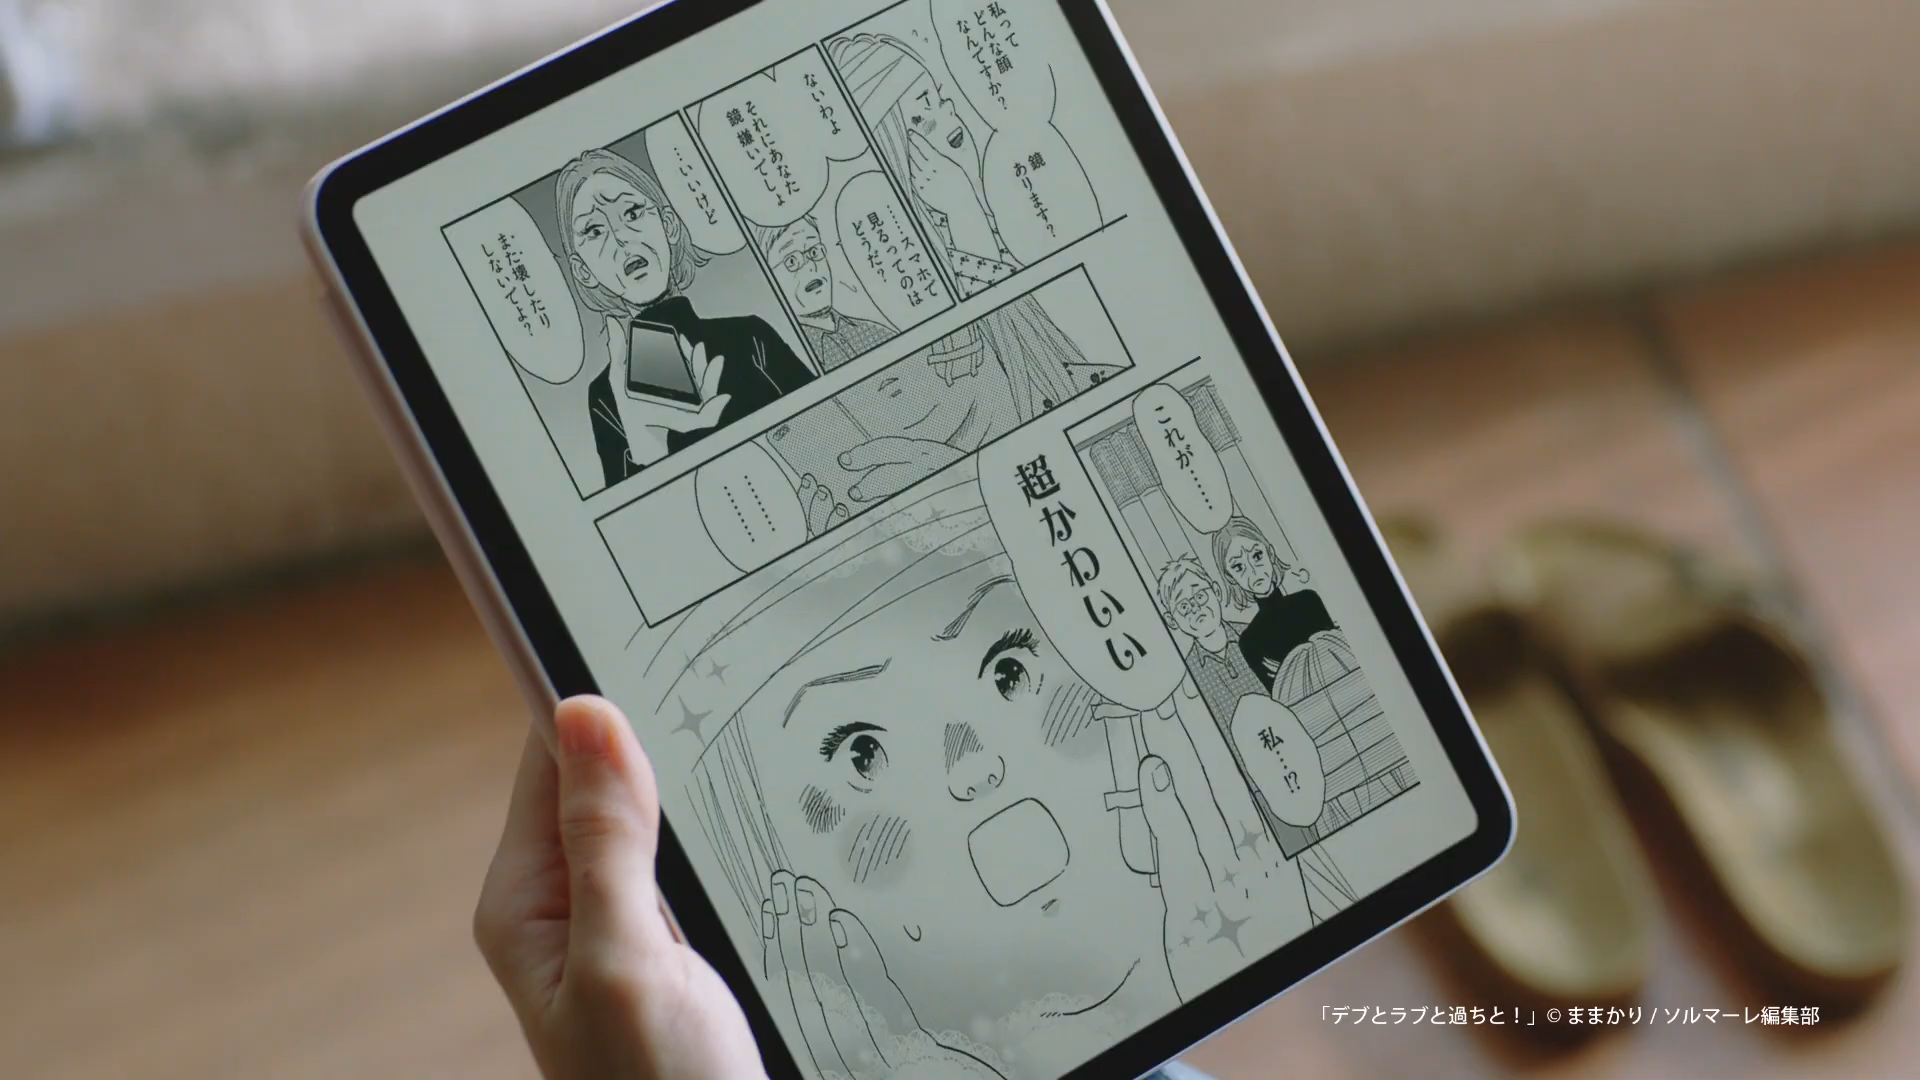 私って
どんな顔
なんですか?
鏡
あります?
ないわよ
それにあなた
鏡嫌いでしょ
……スマホで
見るってのは
どうだ?
…いいけど
また壊したり
しないでよ?
………
………
これが……
私…!?
超かわいい
「デブとラブと過ちと！」© ままかり / ソルマーレ編集部